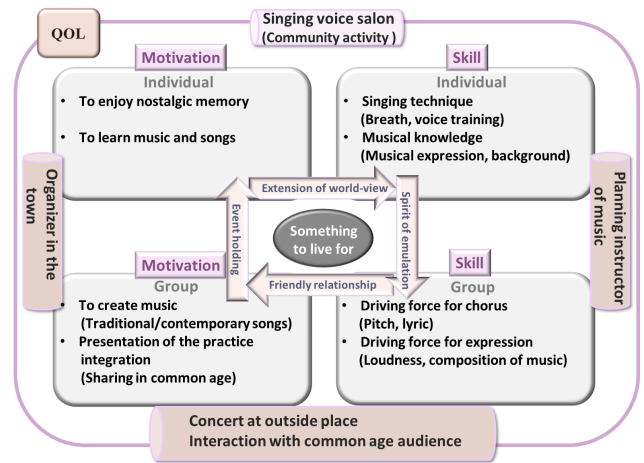 QOL
Singing voice salon
(Community activity )
Motivation
Individual
• To enjoy nostalgic memory
• To learn music and songs
Skill
Individual
• Singing technique
(Breath, voice training)
• Musical knowledge
(Musical expression, background)
Organizer in the
town
Planning instructor
of music
Extension of world-view
Spirit of emulation
Friendly relationship
Event holding
Something
to live for
Motivation
Group
• To create music
(Traditional/contemporary songs)
• Presentation of the practice
integration
(Sharing in common age)
Skill
Group
• Driving force for chorus
(Pitch, lyric)
• Driving force for expression
(Loudness, composition of music)
Concert at outside place
Interaction with common age audience